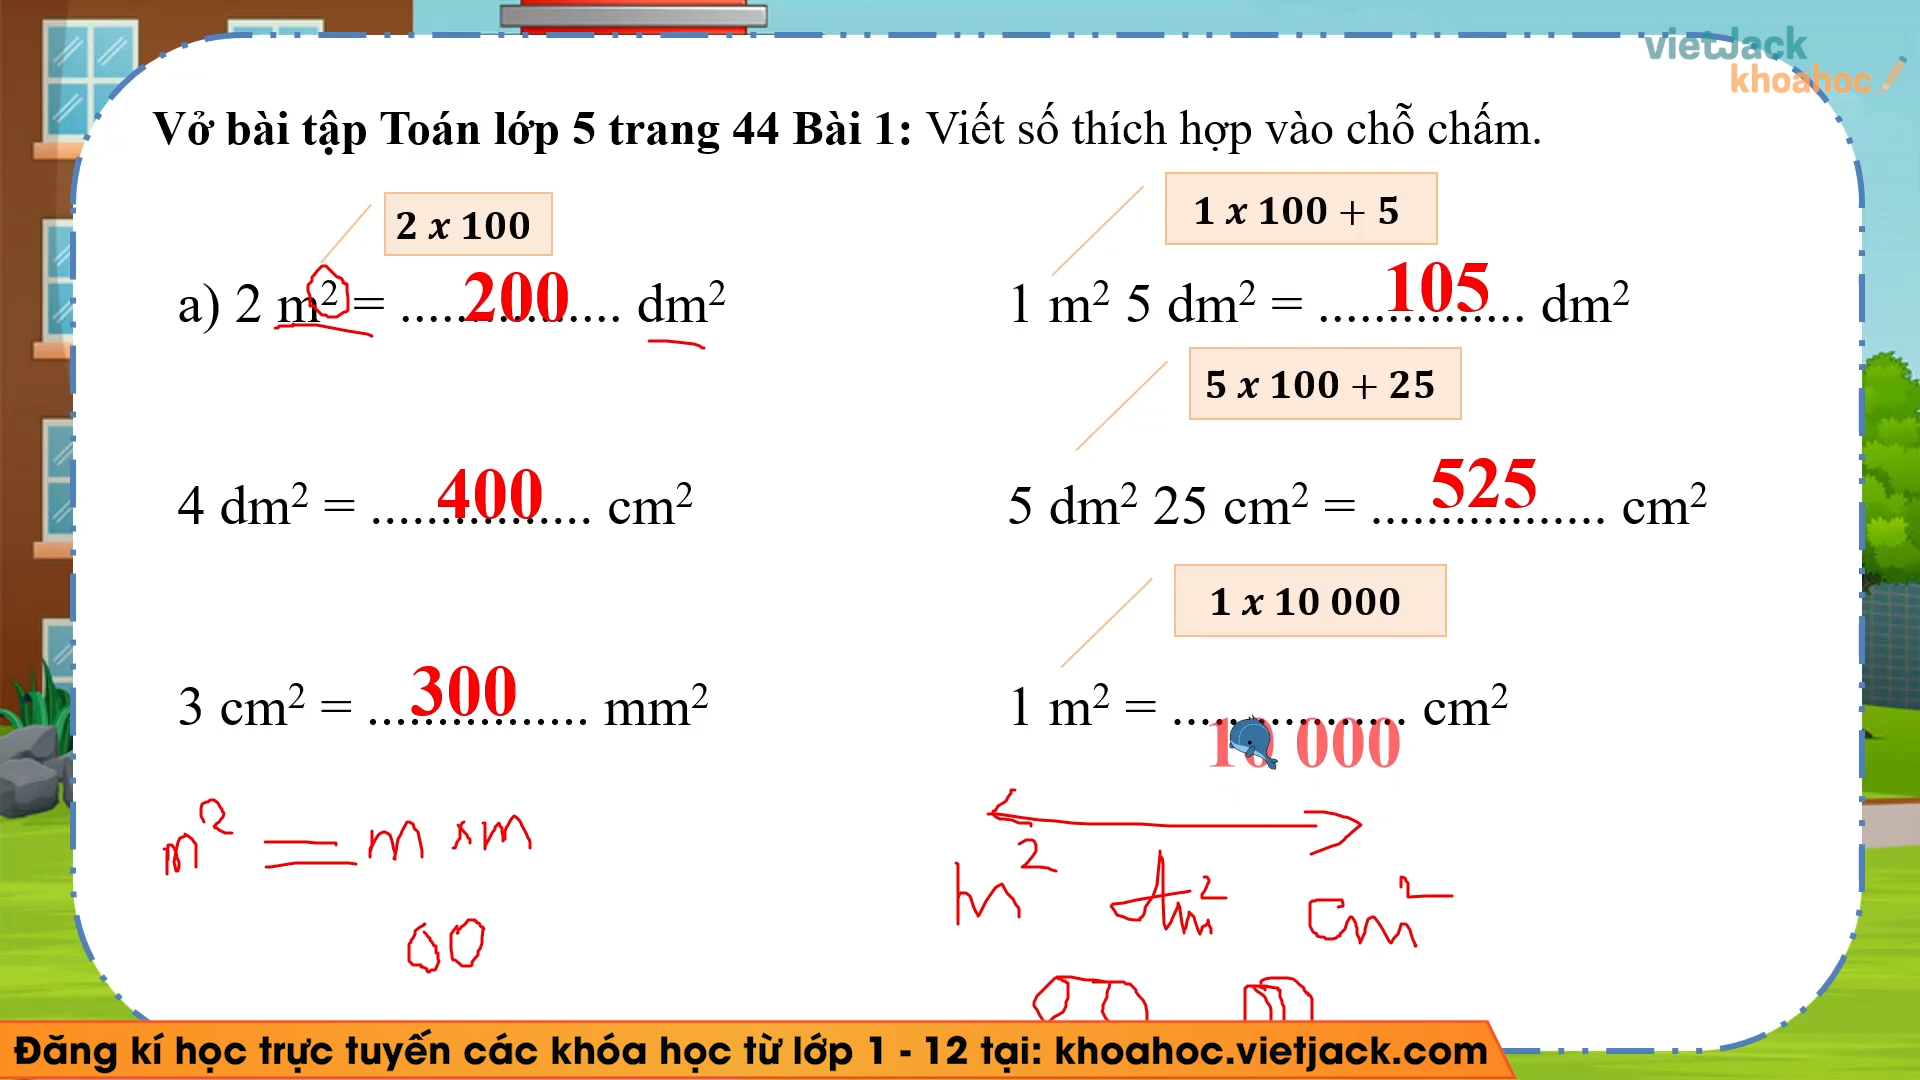 vietJack
khoahoc
Vở bài tập Toán lớp 5 trang 44 Bài 1: Viết số thích hợp vào chỗ chấm.
2 x 100
1 x 100 + 5
a) 2 m² = .....200..... dm²
1 m² 5 dm² = .....105..... dm²
5 x 100 + 25
4 dm² = .....400..... cm²
5 dm² 25 cm² = .....525..... cm²
1 x 10 000
3 cm² = .....300..... mm²
1 m² = ................ cm²
10 000
m² = m x m
m² dm² cm²
00
Đăng kí học trực tuyến các khóa học từ lớp 1 - 12 tại: khoahoc.vietjack.com